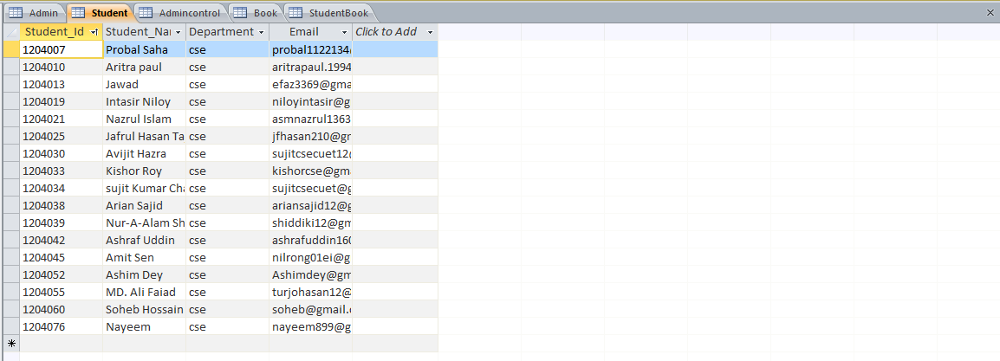 Admin Student Admincontrol Book StudentBook
Student_Id Student_Nar Department Email Click to Add
1204007 Probal Saha cse probal1122134@
1204010 Aritra paul cse aritrapaul.1994
1204013 Jawad cse efaz3369@gma
1204019 Intasir Niloy cse niloyintasir@g
1204021 Nazrul Islam cse asmnazrul1363
1204025 Jafrul Hasan Ta cse jfhasan210@gr
1204030 Avijit Hazra cse sujitcsecuet12@
1204033 Kishor Roy cse kishorcse@gma
1204034 sujit Kumar Cha cse sujitcsecuet@g
1204038 Arian Sajid cse ariansajid12@g
1204039 Nur-A-Alam Sh cse shiddiki12@gm
1204042 Ashraf Uddin cse ashrafuddin160
1204045 Amit Sen cse nilrong01ei@g
1204052 Ashim Dey cse Ashimdey@gm
1204055 MD. Ali Faiad cse turjohasan12@
1204060 Soheb Hossain cse soheb@gmail.c
1204076 Nayeem cse nayeem899@g